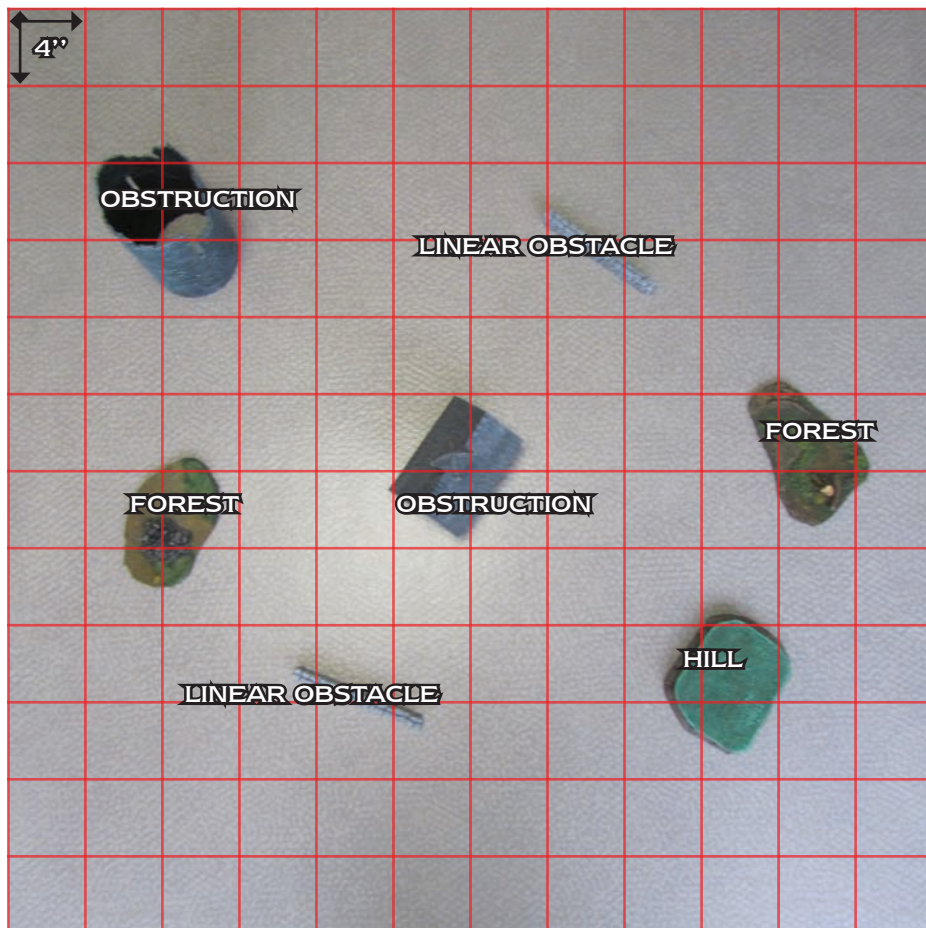 4”
OBSTRUCTION
LINEAR OBSTACLE
FOREST
FOREST
OBSTRUCTION
HILL
LINEAR OBSTACLE